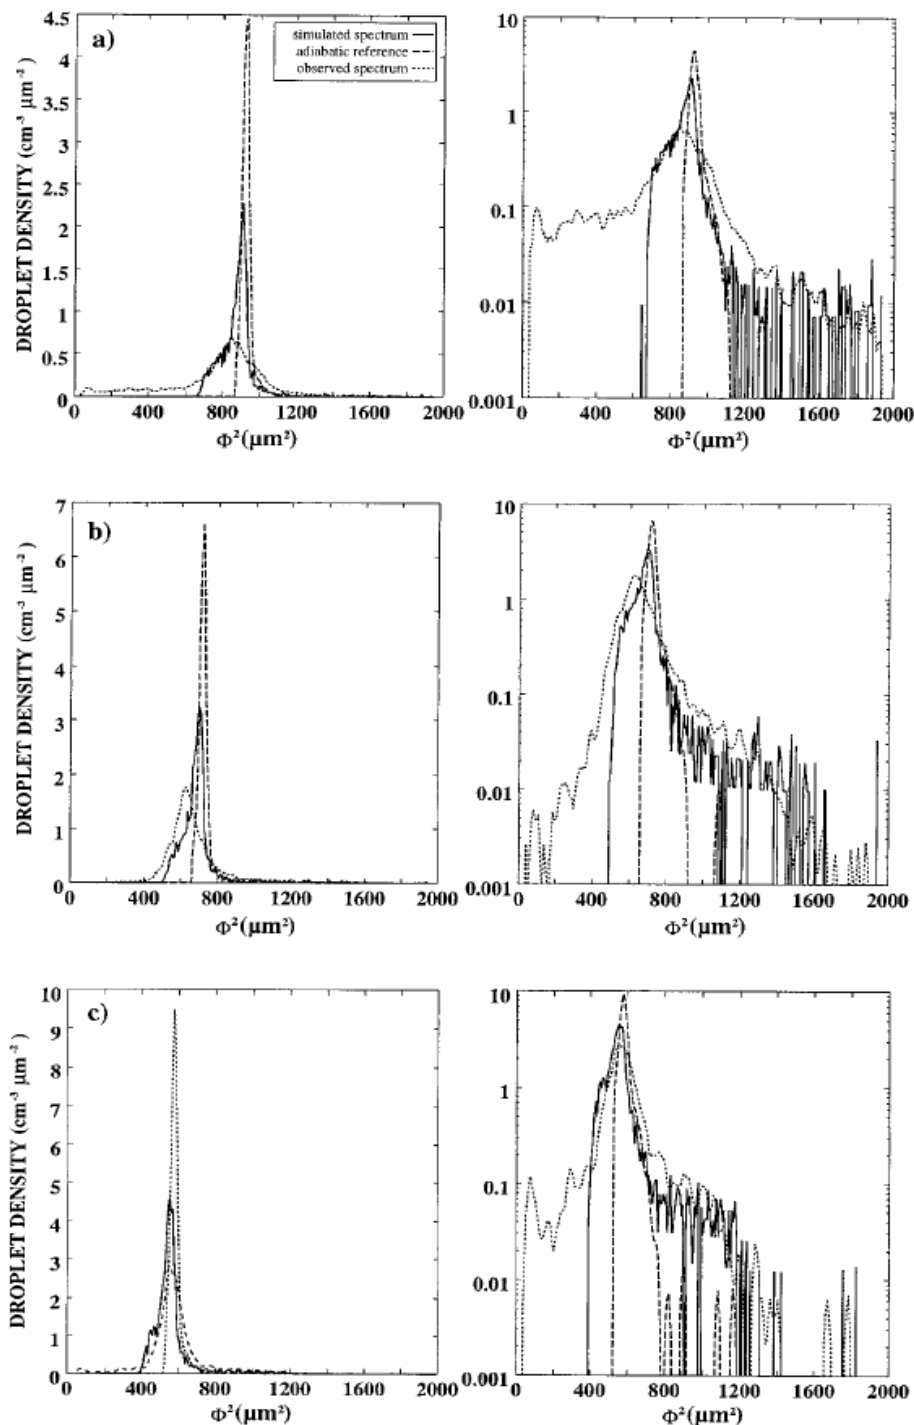 a)
simulated spectrum
adiabatic reference
observed spectrum
DROPLET DENSITY (cm⁻³ µm⁻²)
4.5
4
3.5
3
2.5
2
1.5
1
0.5
0
0 400 800 1200 1600 2000
Φ²(µm²)
10
1
0.1
0.01
0.001
0 400 800 1200 1600 2000
Φ²(µm²)
b)
DROPLET DENSITY (cm⁻³ µm⁻²)
7
6
5
4
3
2
1
0
0 400 800 1200 1600 2000
Φ²(µm²)
10
1
0.1
0.01
0.001
0 400 800 1200 1600 2000
Φ²(µm²)
c)
DROPLET DENSITY (cm⁻³ µm⁻²)
10
9
8
7
6
5
4
3
2
1
0
0 400 800 1200 1600 2000
Φ²(µm²)
10
1
0.1
0.01
0.001
0 400 800 1200 1600 2000
Φ²(µm²)